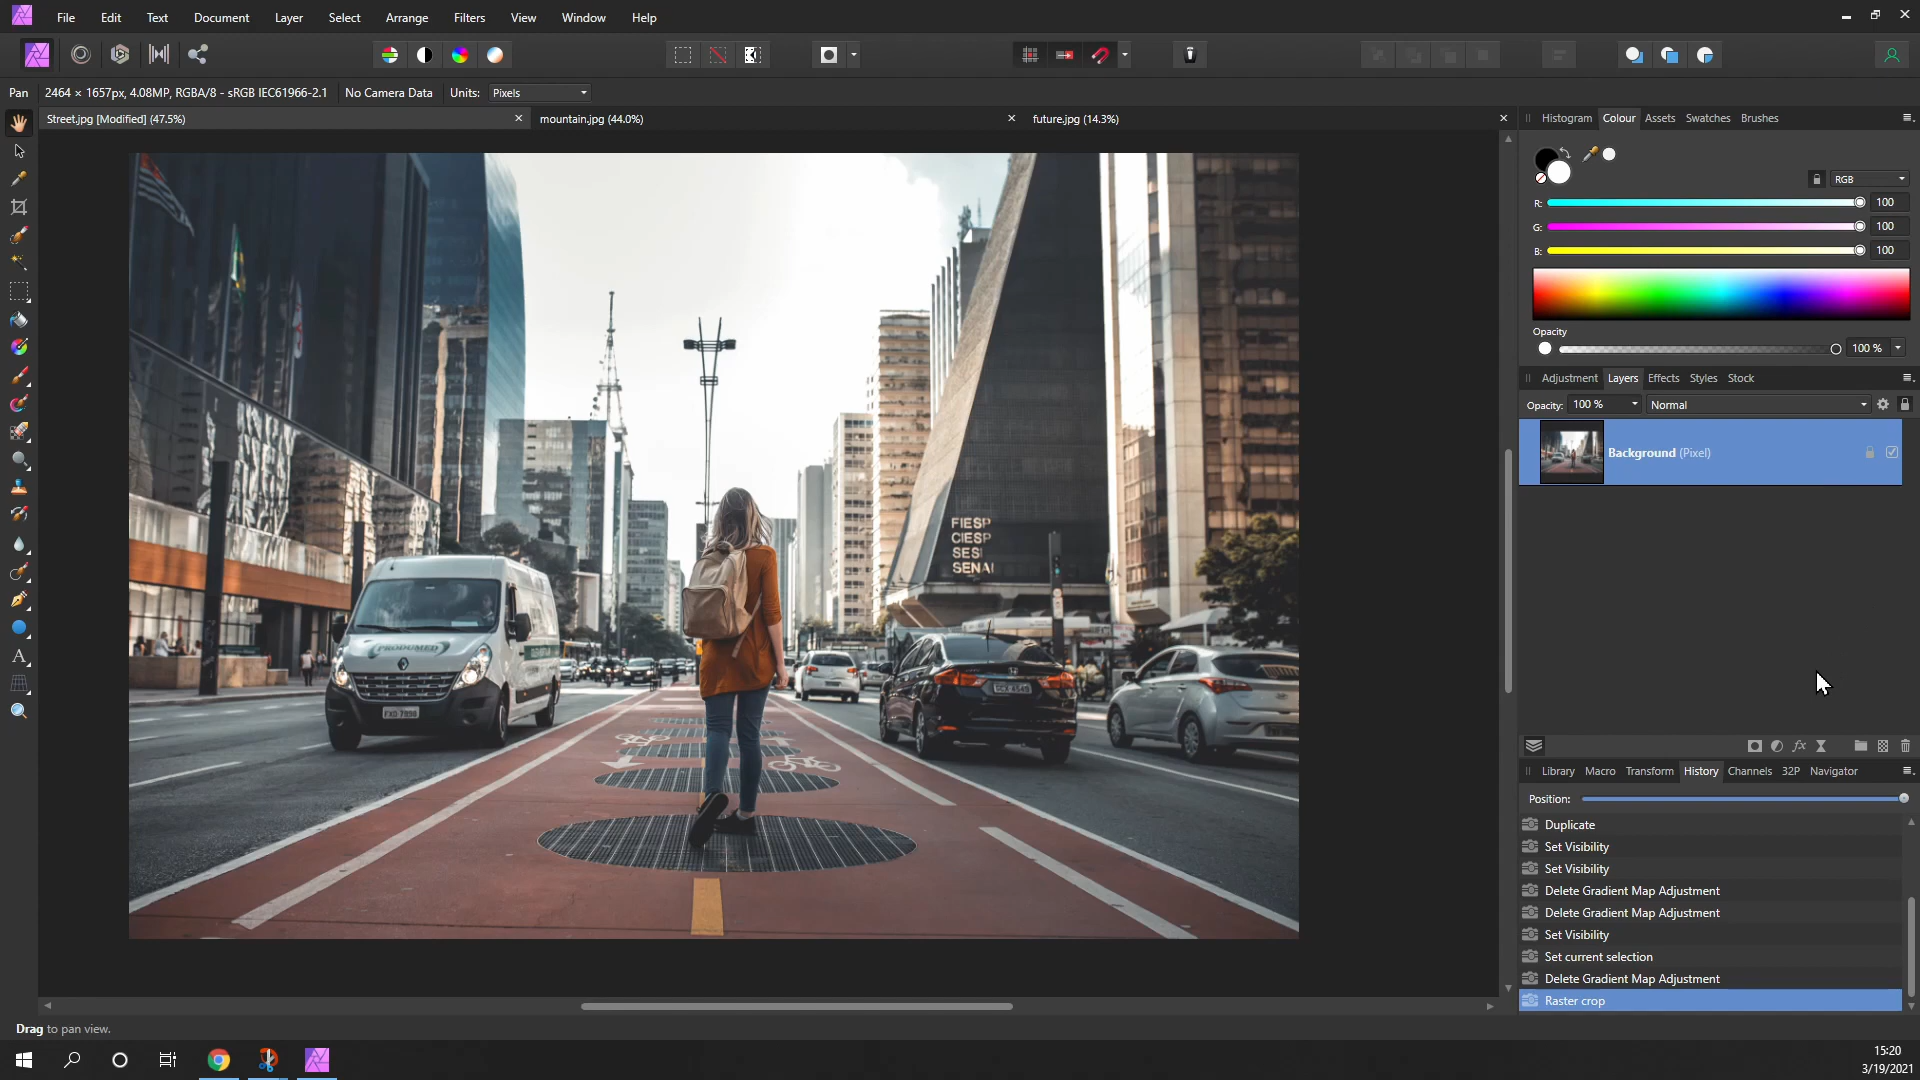 File Edit Text Document Layer Select Arrange Filters View Window Help
Pan 2464 × 1657px, 4.08MP, RGBA/8 - sRGB IEC61966-2.1 No Camera Data Units: Pixels
Street.jpg [Modified] (47.5%) mountain.jpg (44.0%) future.jpg (14.3%)
Histogram Colour Assets Swatches Brushes
RGB
R: 100
G: 100
B: 100
Opacity
100 %
Adjustment Layers Effects Styles Stock
Opacity: 100 % Normal
Background (Pixel)
FIESP
CIESP
SESI
SENAI
PRODUMED
Library Macro Transform History Channels 32P Navigator
Position:
Duplicate
Set Visibility
Set Visibility
Delete Gradient Map Adjustment
Delete Gradient Map Adjustment
Set Visibility
Set current selection
Delete Gradient Map Adjustment
Raster crop
Drag to pan view.
15:20
3/19/2021